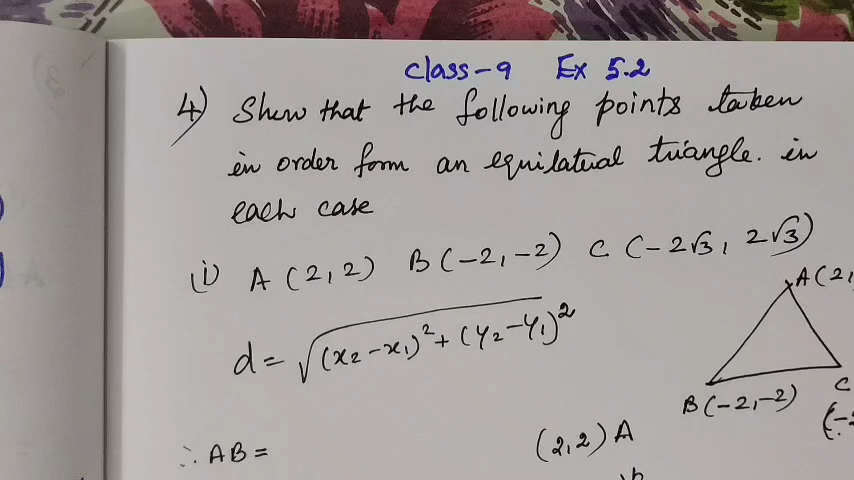 Class-9 Ex 5.2
4) Show that the following points taken
in order form an equilateral triangle. in
each case
(i) A (2,2) B (-2,-2) C (-2√3, 2√3)
A (2,
d = √(x₂-x₁)² + (y₂-y₁)²
C
B (-2,-2)
∴ AB =
(2,2) A